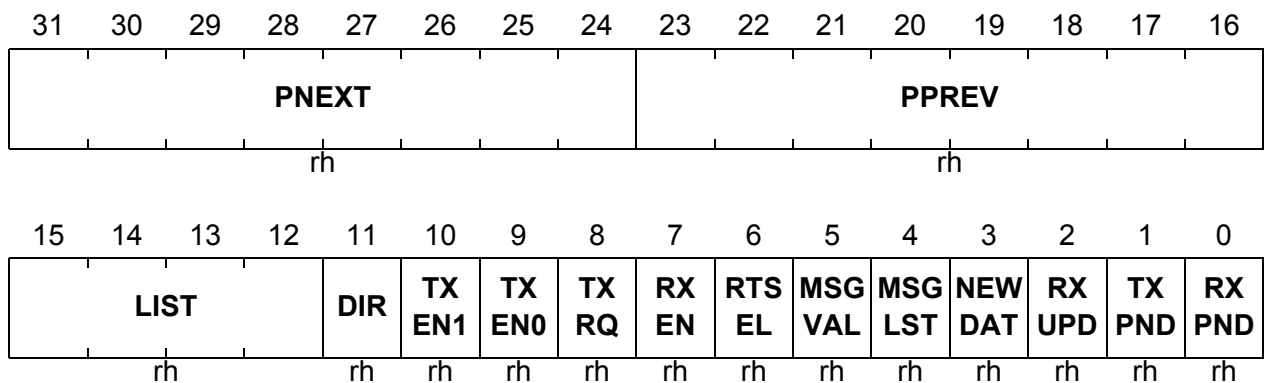 31 30 29 28 27 26 25 24 23 22 21 20 19 18 17 16
PNEXT PPREV
rh rh
15 14 13 12 11 10 9 8 7 6 5 4 3 2 1 0
LIST DIR TX EN1 TX EN0 TX RQ RX EN RTS EL MSG VAL MSG LST NEW DAT RX UPD TX PND RX PND
rh rh rh rh rh rh rh rh rh rh rh rh rh